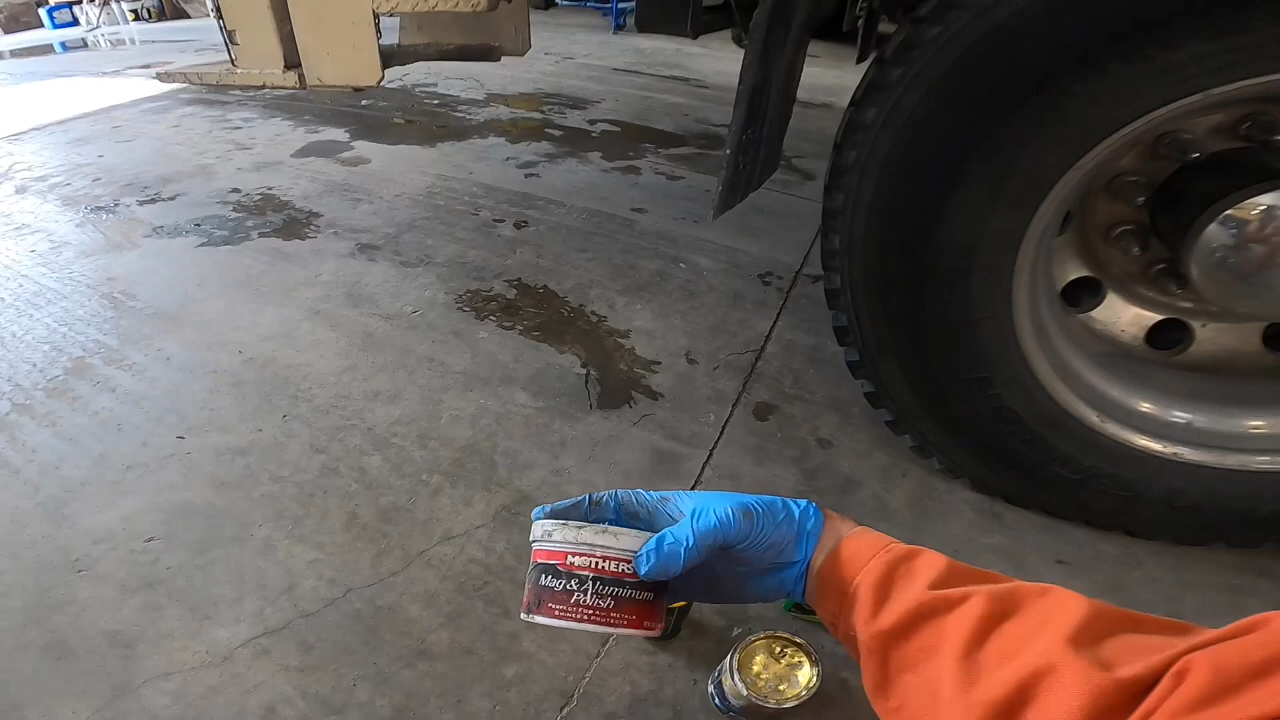 MOTHERS
Mag & Aluminum
Polish
PERFECT FOR ALL METALS
SHINES & PROTECTS